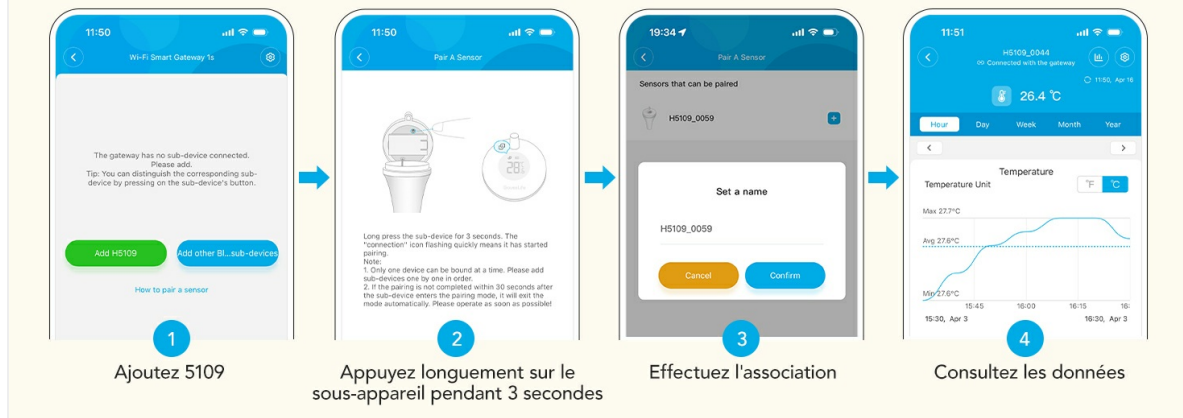 11:50
Wi-Fi Smart Gateway 1s
The gateway has no sub-device connected.
Please add.
Tip: You can distinguish the corresponding sub-
device by pressing on the sub-device's button.
Add H5109
Add other Bl...sub-devices
How to pair a sensor
1
Ajoutez 5109
11:50
Pair A Sensor
Long press the sub-device for 3 seconds. The
"connection" icon flashing quickly means it has started
pairing.
Note:
1. Only one device can be bound at a time. Please add
sub-devices one by one in order.
2. If the pairing is not completed within 30 seconds after
the sub-device enters the pairing mode, it will exit the
mode automatically. Please operate as soon as possible!
2
Appuyez longuement sur le
sous-appareil pendant 3 secondes
19:34
Pair A Sensor
Sensors that can be paired
H5109_0059
Set a name
H5109_0059
Cancel
Confirm
3
Effectuez l'association
11:51
H5109_0044
Connected with the gateway
11:50, Apr 16
26.4 °C
Hour Day Week Month Year
Temperature
Temperature Unit °F °C
Max 27.7°C
Avg 27.6°C
Min 27.6°C
15:45 16:00 16:15 16:
15:30, Apr 3 16:30, Apr 3
4
Consultez les données